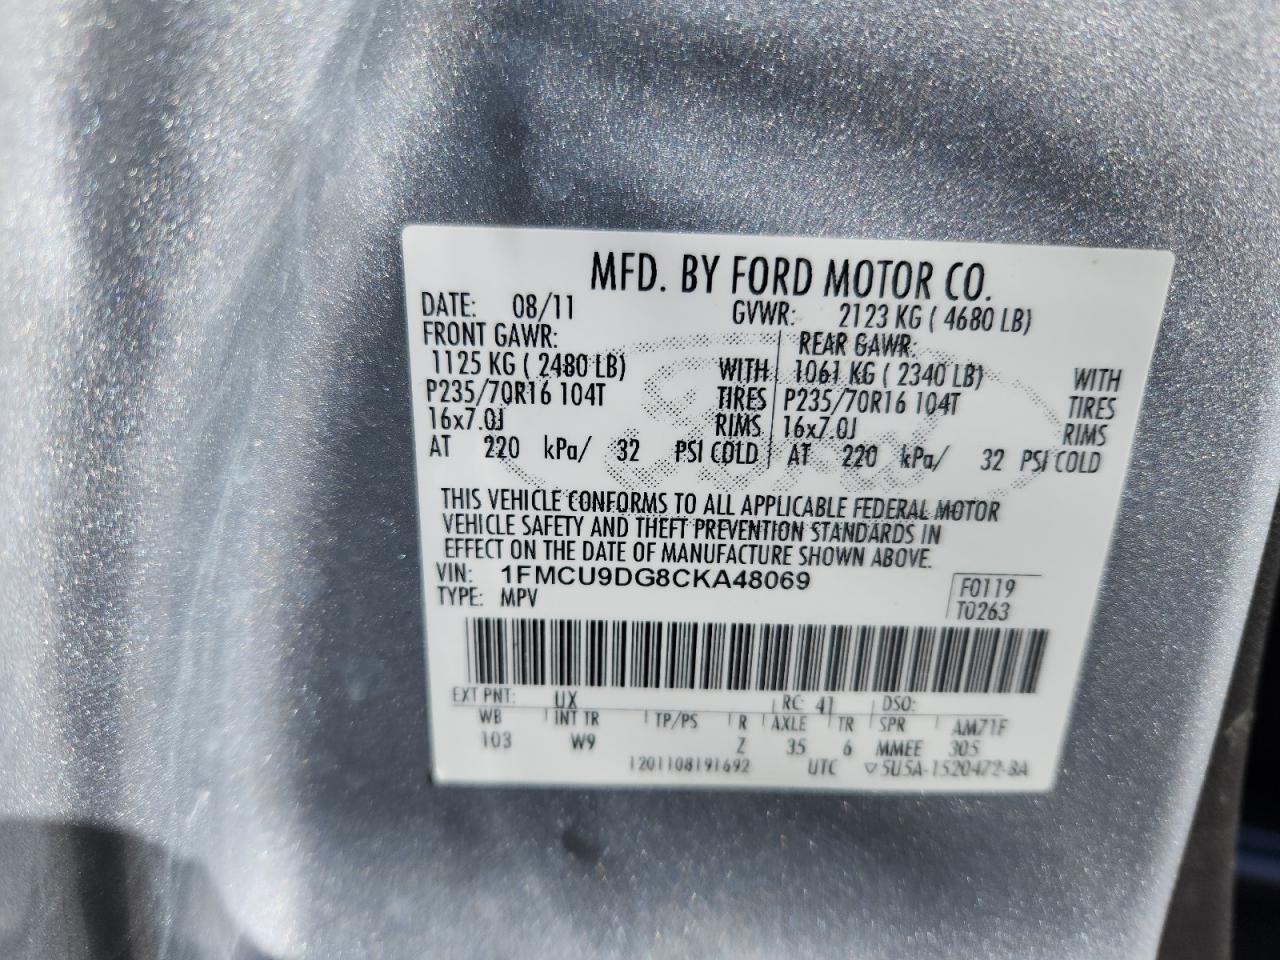 MFD. BY FORD MOTOR CO.
DATE: 08/11 GVWR: 2123 KG ( 4680 LB)
FRONT GAWR: REAR GAWR:
1125 KG ( 2480 LB) WITH 1061 KG ( 2340 LB) WITH
P235/70R16 104T TIRES P235/70R16 104T TIRES
16x7.0J RIMS 16x7.0J RIMS
AT 220 kPa/ 32 PSI COLD AT 220 kPa/ 32 PSI COLD
THIS VEHICLE CONFORMS TO ALL APPLICABLE FEDERAL MOTOR
VEHICLE SAFETY AND THEFT PREVENTION STANDARDS IN
EFFECT ON THE DATE OF MANUFACTURE SHOWN ABOVE.
VIN: 1FMCU9DG8CKA48069 F0119
TYPE: MPV T0263
EXT PNT: UX RC: 41 DSO:
WB INT TR TP/PS R AXLE TR SPR AM71F
103 W9 Z 35 6 MMEE 305
1201108191692 UTC ▽5U5A-1520472-BA